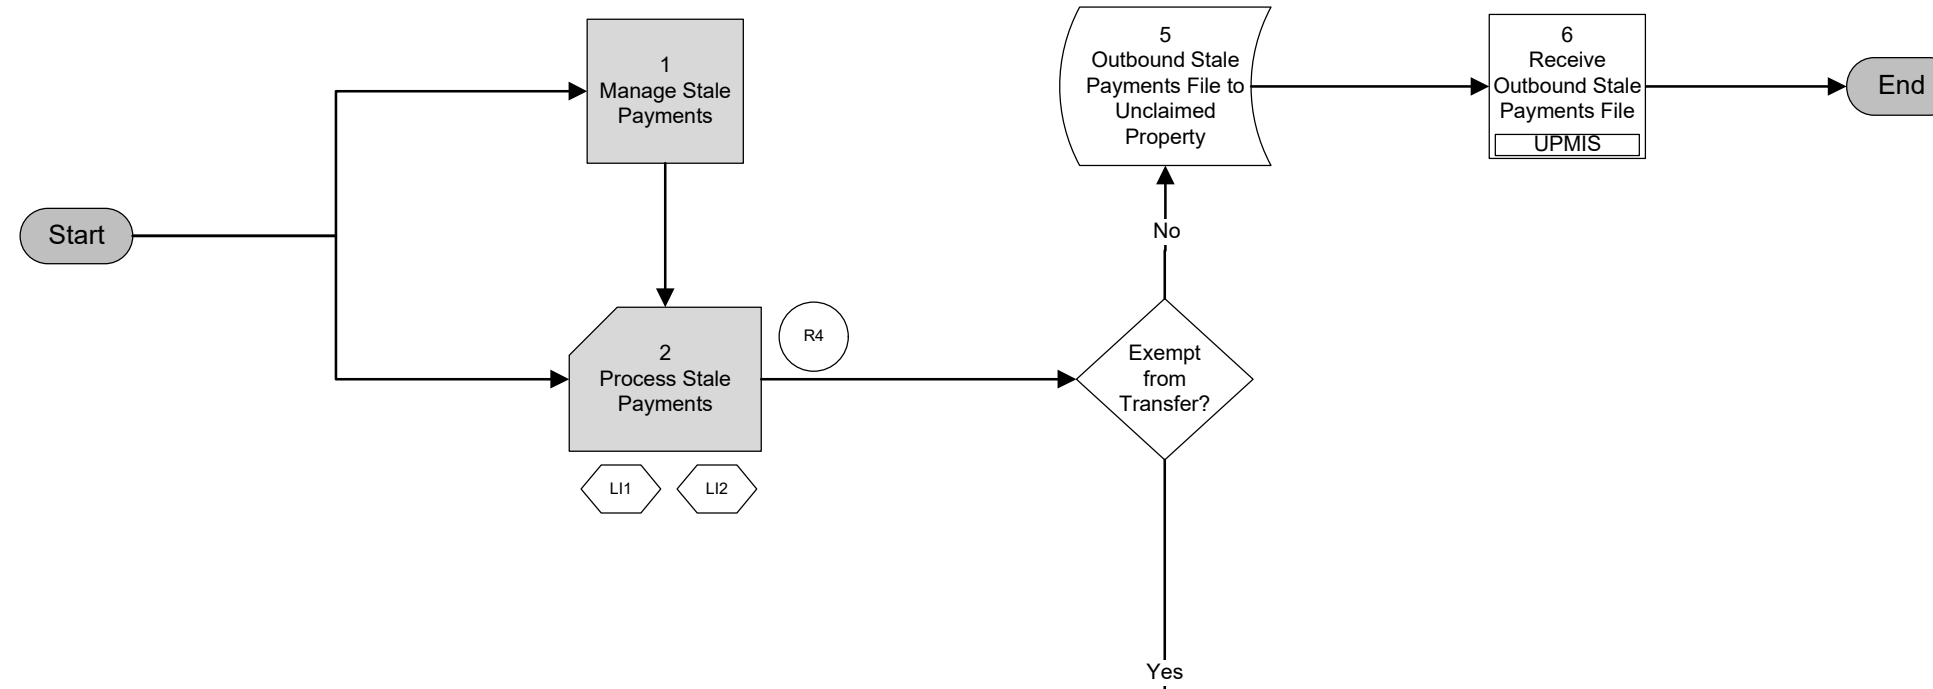 Start
1
Manage Stale
Payments
2
Process Stale
Payments
R4
LI1
LI2
Exempt
from
Transfer?
No
Yes
5
Outbound Stale
Payments File to
Unclaimed
Property
6
Receive
Outbound Stale
Payments File
UPMIS
End